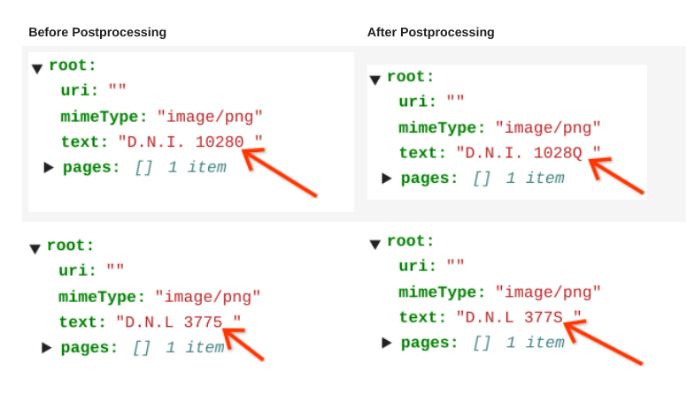 Before Postprocessing
After Postprocessing
root:
uri: ""
mimeType: "image/png"
text: "D.N.I. 10280 "
pages: [] 1 item
root:
uri: ""
mimeType: "image/png"
text: "D.N.I. 1028Q "
pages: [] 1 item
root:
uri: ""
mimeType: "image/png"
text: "D.N.L 3775 "
pages: [] 1 item
root:
uri: ""
mimeType: "image/png"
text: "D.N.L 377S "
pages: [] 1 item